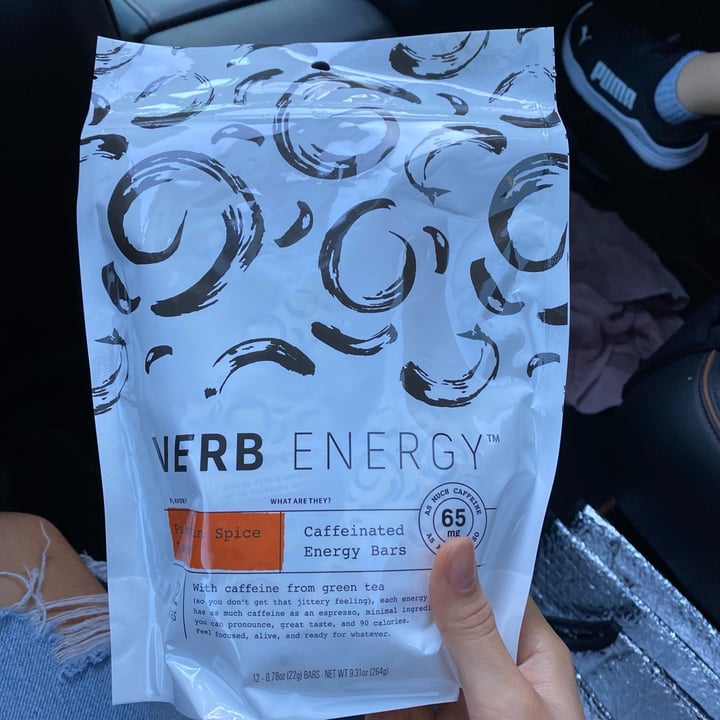 PUMA
VERB ENERGY™
FLAVOR? WHAT ARE THEY?
Spice
Caffeinated
Energy Bars
AS MUCH CAFFEINE
65
mg
With caffeine from green tea
(so you don't get that jittery feeling), each energy
has as much caffeine as an espresso, minimal
you can pronounce, great taste, and 90 calories.
Feel focused, alive, and ready for whatever.
12 - 0.78oz (22g) BARS · NET WT 9.31oz (264g)